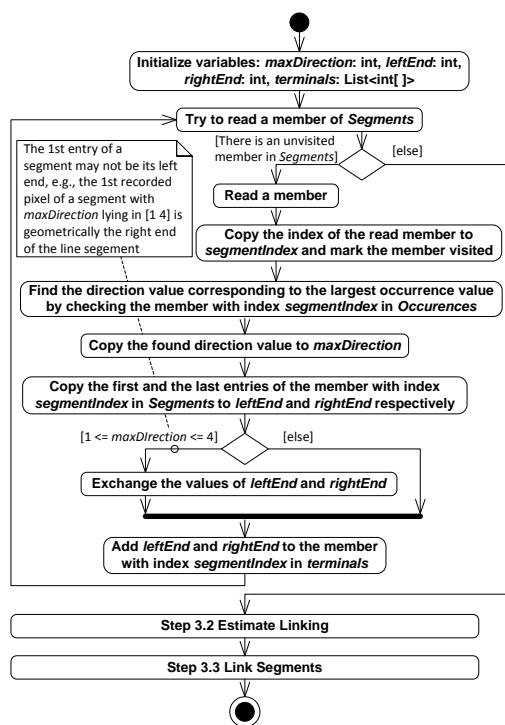 Initialize variables: maxDirection: int, leftEnd: int,
rightEnd: int, terminals: List<int[ ]>
Try to read a member of Segments
[There is an unvisited
member in Segments]
[else]
The 1st entry of a
segment may not be its left
end, e.g., the 1st recorded
pixel of a segment with
maxDirection lying in [1 4] is
geometrically the right end
of the line segement
Read a member
Copy the index of the read member to
segmentIndex and mark the member visited
Find the direction value corresponding to the largest occurrence value
by checking the member with index segmentIndex in Occurences
Copy the found direction value to maxDirection
Copy the first and the last entries of the member with index
segmentIndex in Segments to leftEnd and rightEnd respectively
[1 <= maxDIrection <= 4]
[else]
Exchange the values of leftEnd and rightEnd
Add leftEnd and rightEnd to the member
with index segmentIndex in terminals
Step 3.2 Estimate Linking
Step 3.3 Link Segments